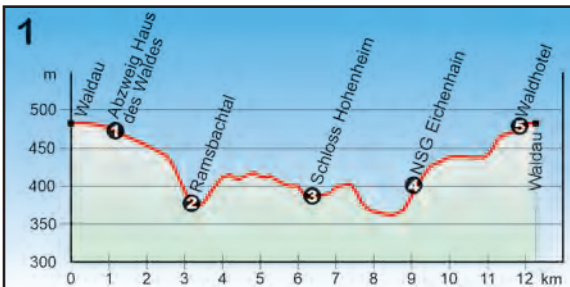 1
m
500
450
400
350
300
0 1 2 3 4 5 6 7 8 9 10 11 12 km
Waldau
1
Abzweig Haus
des Waldes
2
Ramsbachtal
3
Schloss Hohenheim
4
NSG Eichenhain
5
Waldhotel
Waldau